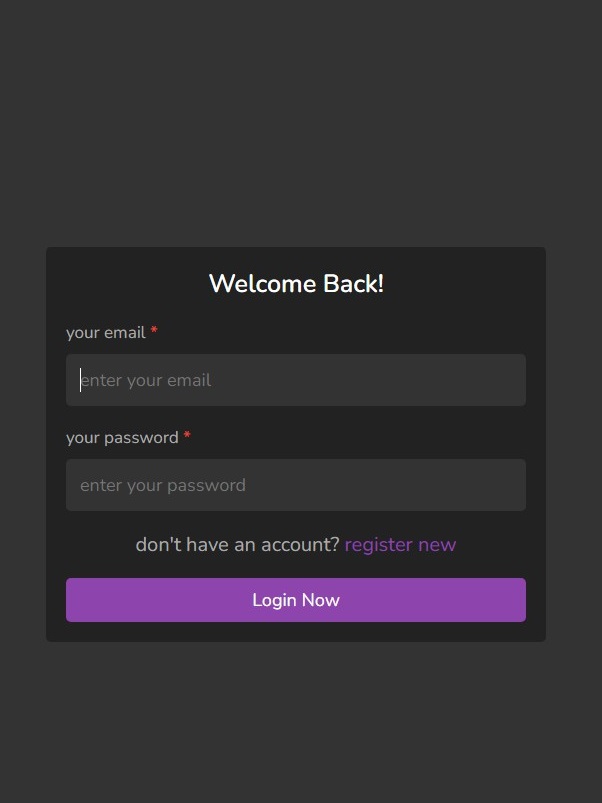 Welcome Back!
your email *
enter your email
your password *
enter your password
don't have an account? register new
Login Now